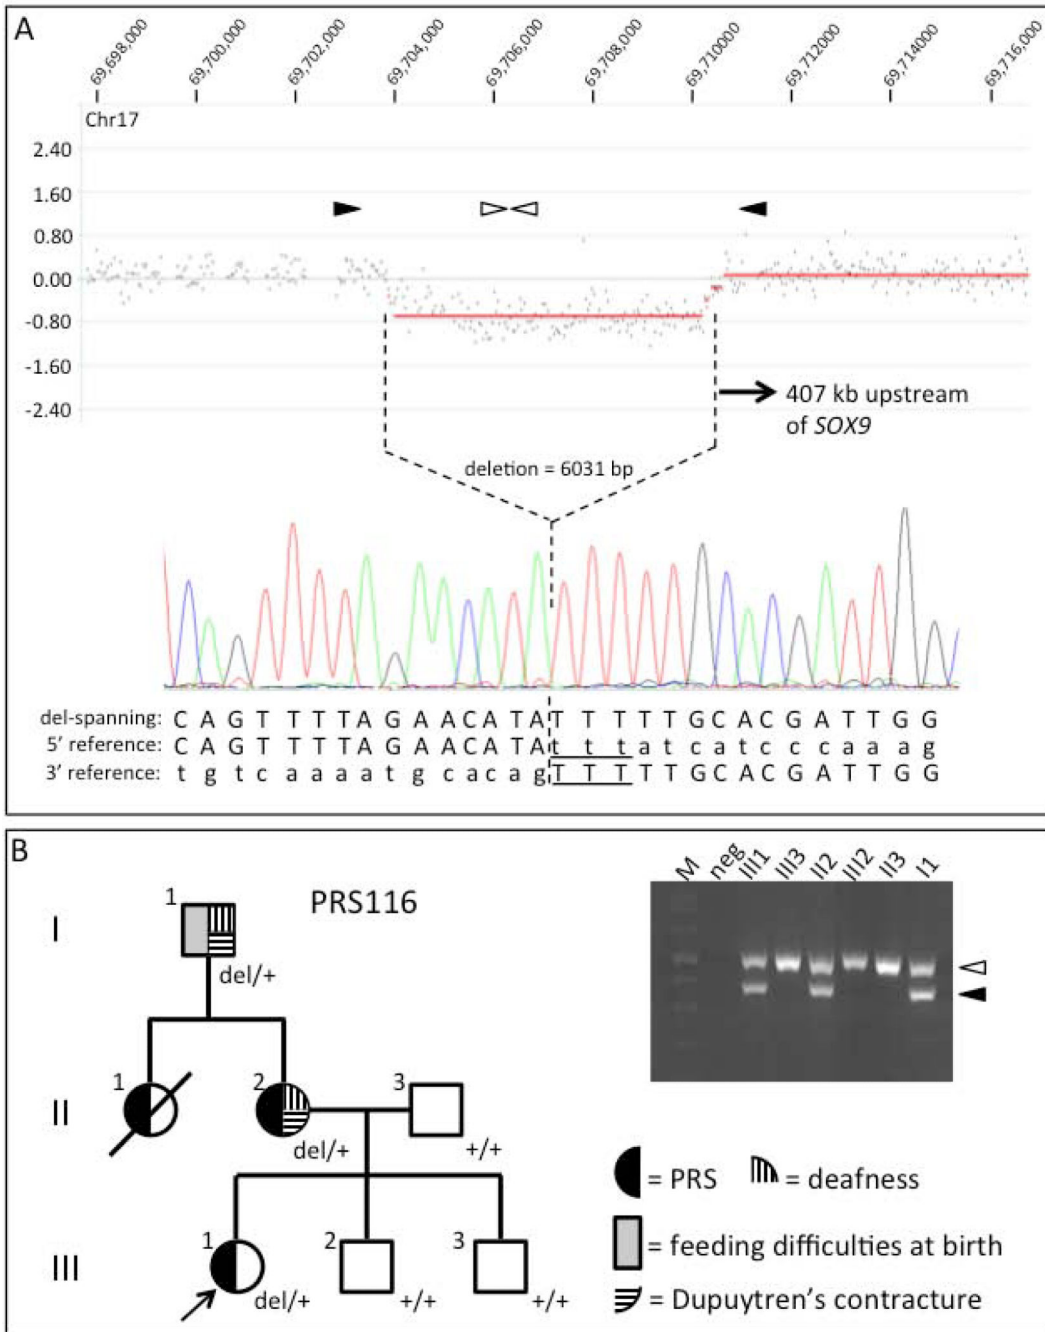 A
69,698,000 69,700,000 69,702,000 69,704,000 69,706,000 69,708,000 69,710000 69,712000 69,714000 69,716,000
Chr17
2.40
1.60
0.80
0.00
-0.80
-1.60
-2.40
407 kb upstream
of SOX9
deletion = 6031 bp
del-spanning: C A G T T T T A G A A C A T A T T T T T G C A C G A T T G G
5' reference: C A G T T T T A G A A C A T A t t t a t c a t c c c a a a g
3' reference: t g t c a a a a t g c a c a g T T T T T G C A C G A T T G G
B
PRS116
M neg III1 III3 II2 III2 II3 I1
I
1
del/+
II
1 2 3
del/+ +/+
III
1 2 3
del/+ +/+ +/+
= PRS = deafness
= feeding difficulties at birth
= Dupuytren's contracture